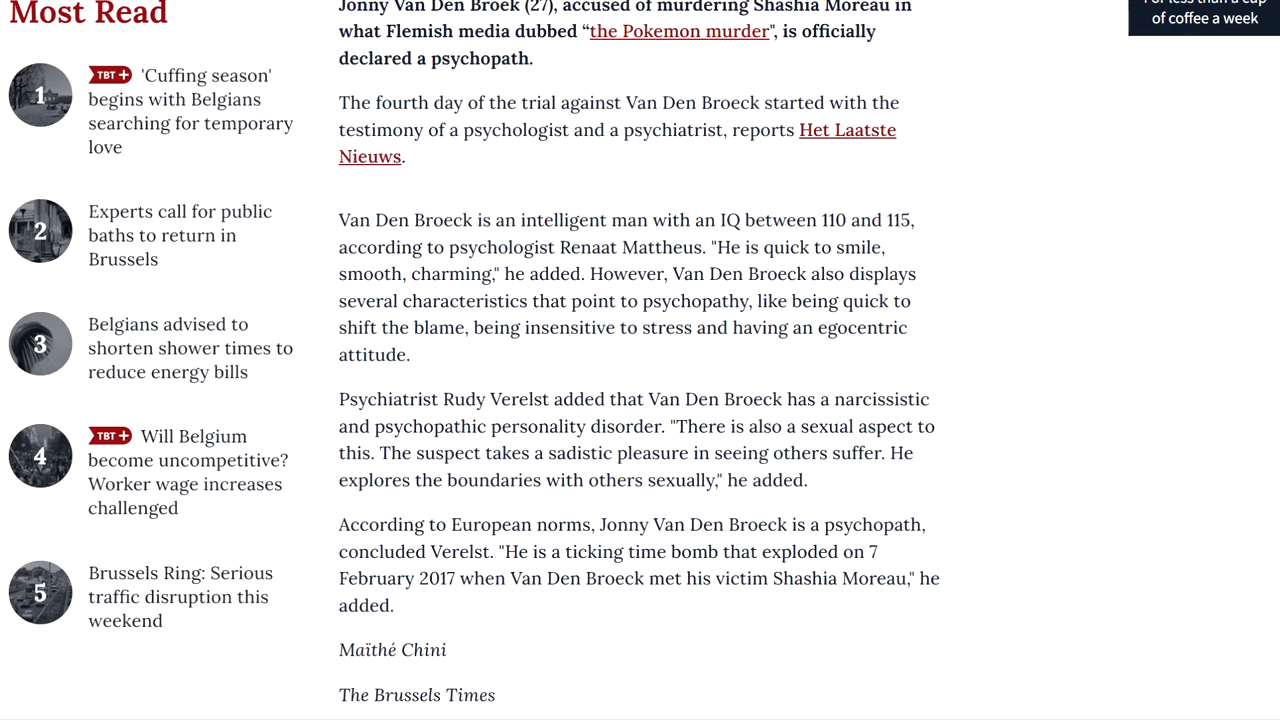 Most Read
1
TBT + 'Cuffing season'
begins with Belgians
searching for temporary
love
2
Experts call for public
baths to return in
Brussels
3
Belgians advised to
shorten shower times to
reduce energy bills
4
TBT + Will Belgium
become uncompetitive?
Worker wage increases
challenged
5
Brussels Ring: Serious
traffic disruption this
weekend
Jonny Van Den Broek (27), accused of murdering Shashia Moreau in
what Flemish media dubbed “the Pokemon murder", is officially
declared a psychopath.
The fourth day of the trial against Van Den Broeck started with the
testimony of a psychologist and a psychiatrist, reports Het Laatste
Nieuws.
Van Den Broeck is an intelligent man with an IQ between 110 and 115,
according to psychologist Renaat Mattheus. "He is quick to smile,
smooth, charming," he added. However, Van Den Broeck also displays
several characteristics that point to psychopathy, like being quick to
shift the blame, being insensitive to stress and having an egocentric
attitude.
Psychiatrist Rudy Verelst added that Van Den Broeck has a narcissistic
and psychopathic personality disorder. "There is also a sexual aspect to
this. The suspect takes a sadistic pleasure in seeing others suffer. He
explores the boundaries with others sexually," he added.
According to European norms, Jonny Van Den Broeck is a psychopath,
concluded Verelst. "He is a ticking time bomb that exploded on 7
February 2017 when Van Den Broeck met his victim Shashia Moreau," he
added.
Maïthé Chini
The Brussels Times
For less than a cup
of coffee a week